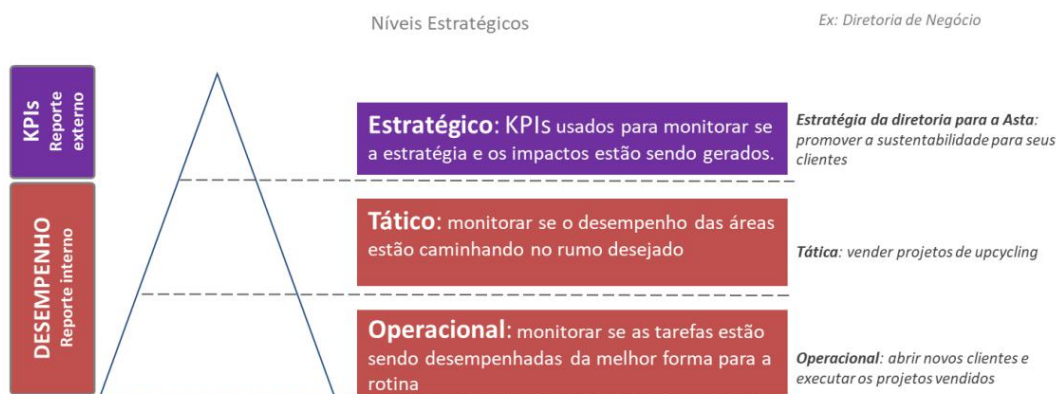 Níveis Estratégicos
Ex: Diretoria de Negócio
KPIs
Reporte
externo
Estratégico: KPIs usados para monitorar se
a estratégia e os impactos estão sendo gerados.
Estratégia da diretoria para a Asta:
promover a sustentabilidade para seus
clientes
DESEMPENHO
Reporte interno
Tático: monitorar se o desempenho das áreas
estão caminhando no rumo desejado
Tática: vender projetos de upcycling
Operacional: monitorar se as tarefas estão
sendo desempenhadas da melhor forma para a
rotina
Operacional: abrir novos clientes e
executar os projetos vendidos